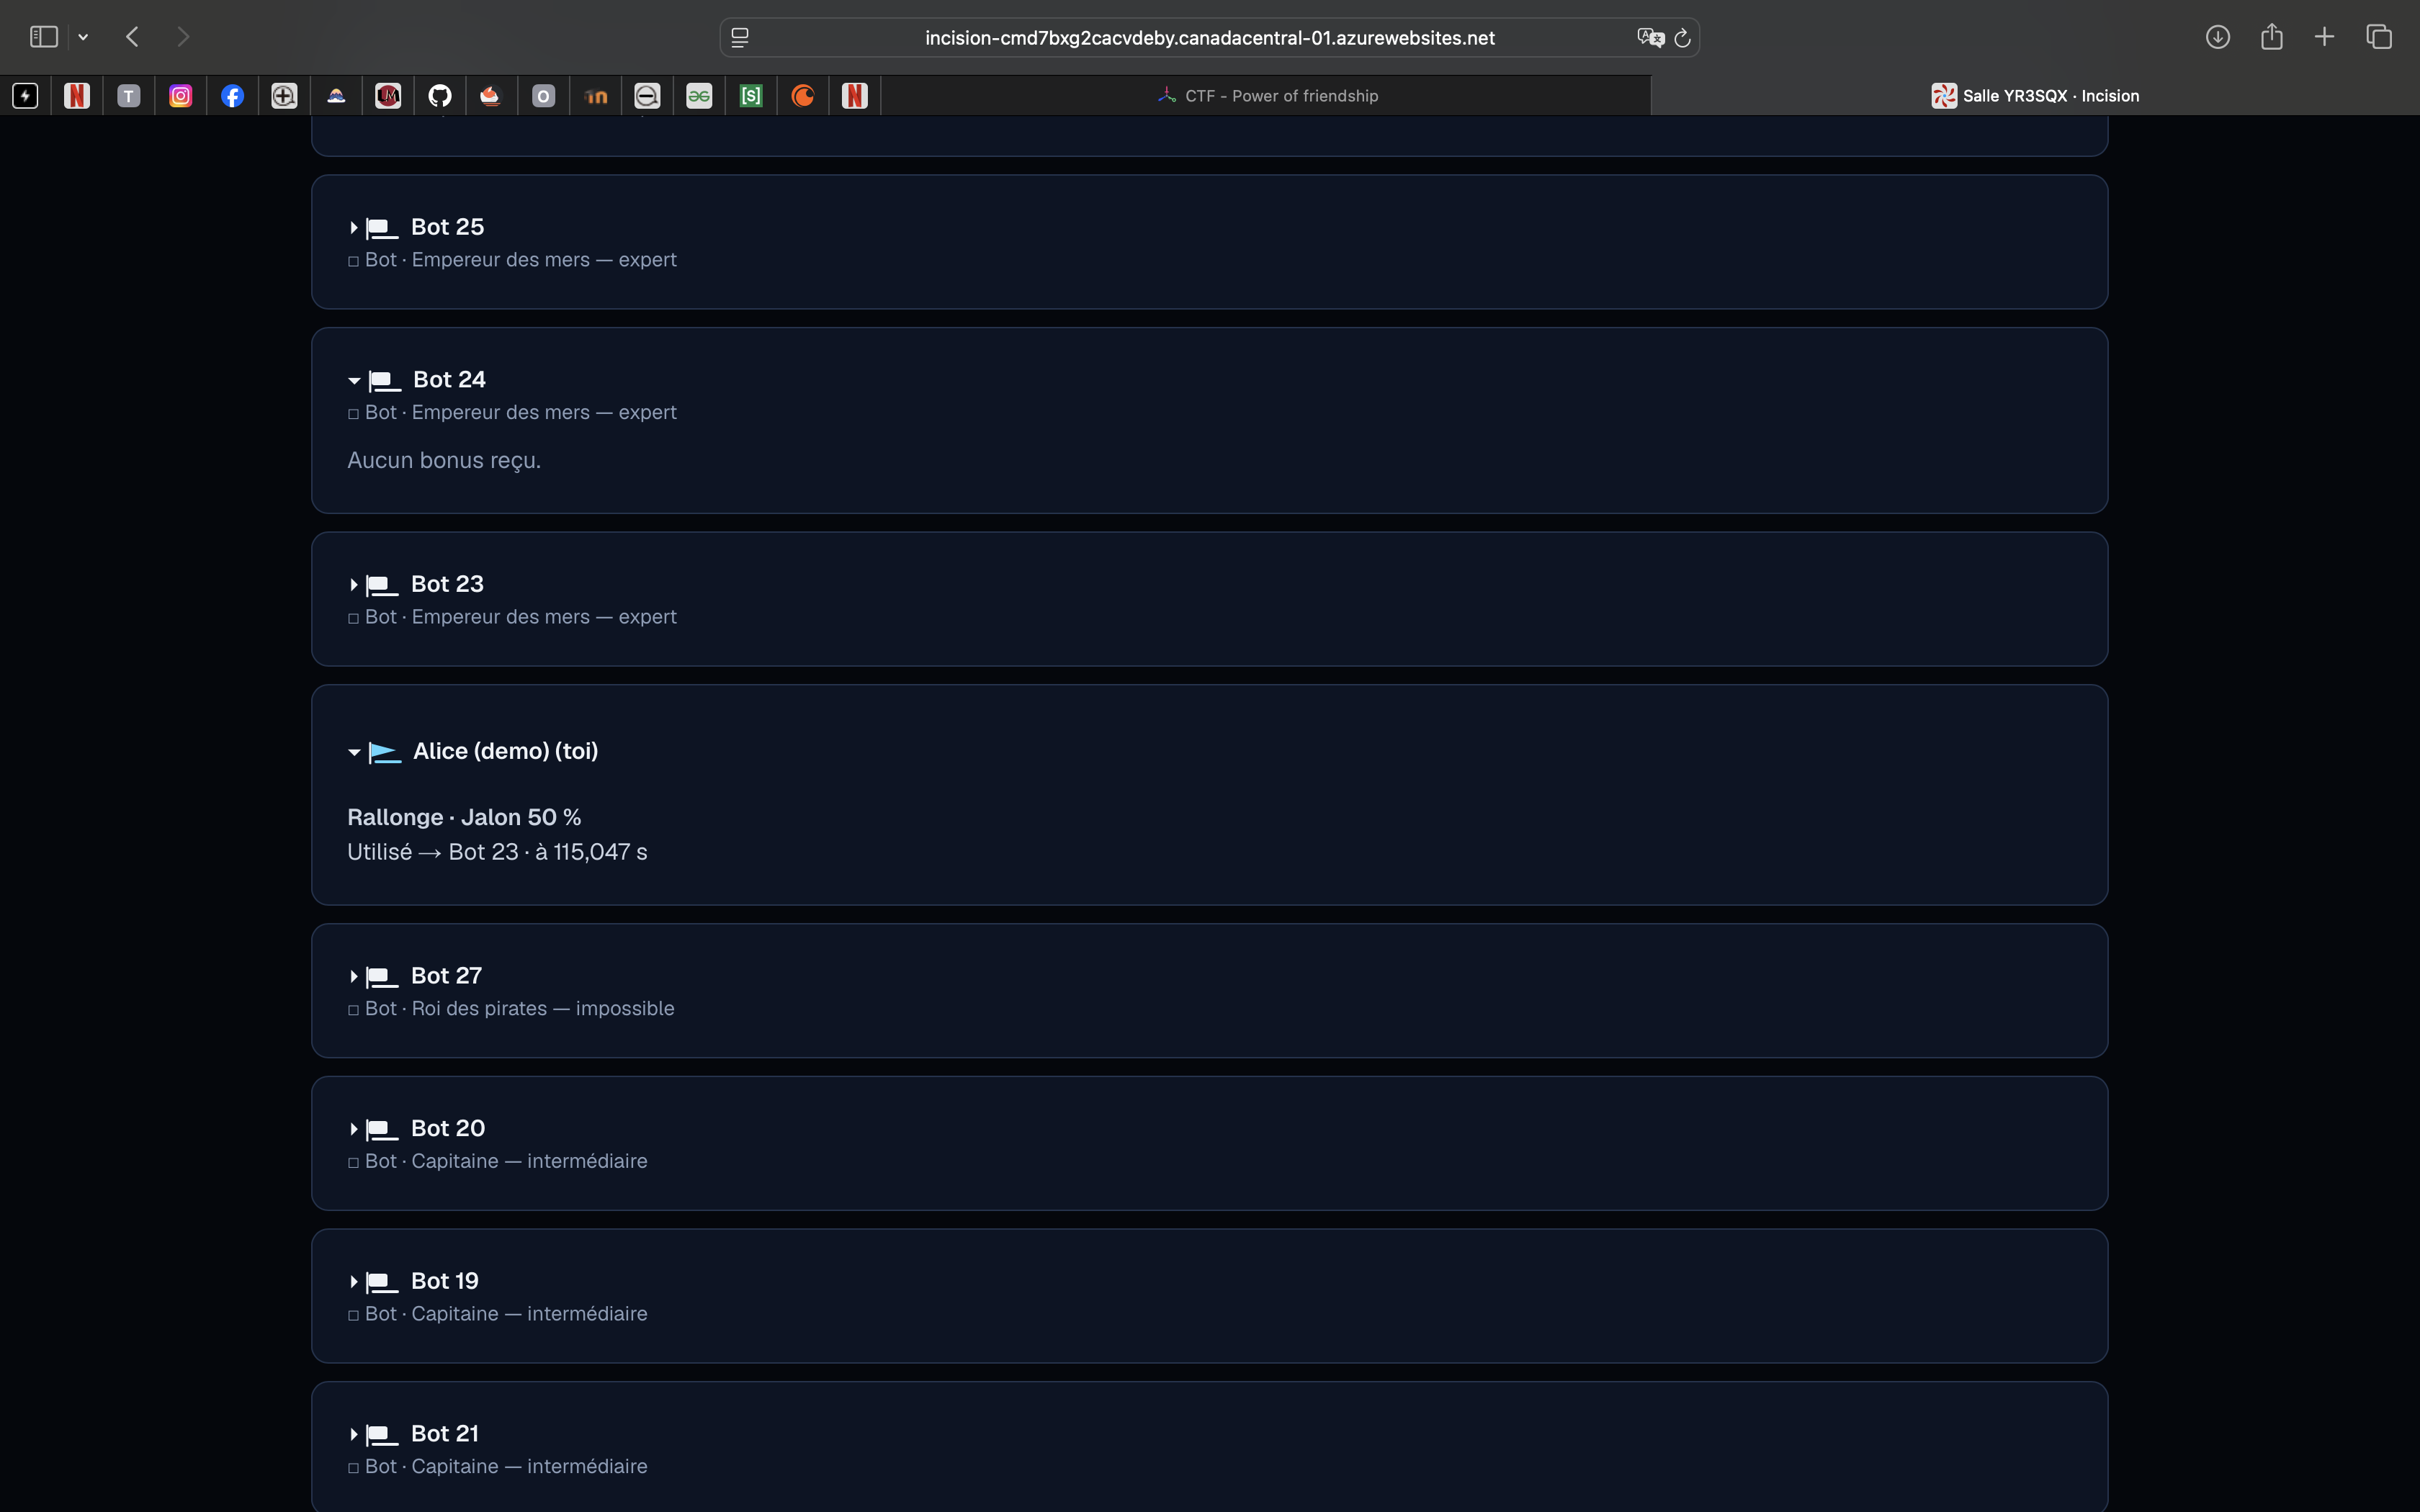 incision-cmd7bxg2cacvdeby.canadacentral-01.azurewebsites.net
CTF - Power of friendship
Salle YR3SQX · Incision
Bot 25
Bot · Empereur des mers — expert
Bot 24
Bot · Empereur des mers — expert
Aucun bonus reçu.
Bot 23
Bot · Empereur des mers — expert
Alice (demo) (toi)
Rallonge · Jalon 50 %
Utilisé → Bot 23 · à 115,047 s
Bot 27
Bot · Roi des pirates — impossible
Bot 20
Bot · Capitaine — intermédiaire
Bot 19
Bot · Capitaine — intermédiaire
Bot 21
Bot · Capitaine — intermédiaire